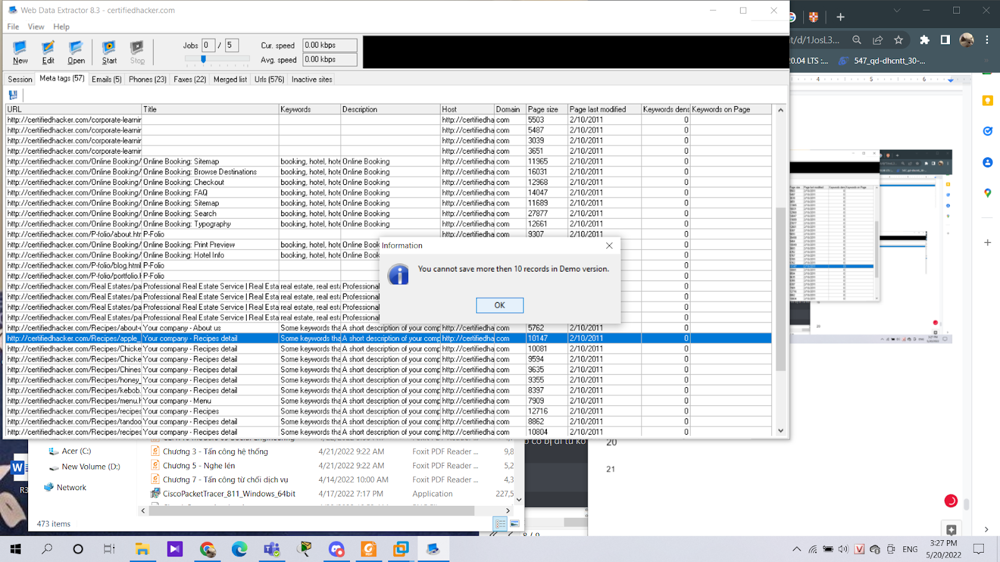 Web Data Extractor 8.3 - certifiedhacker.com
File View Help
New Edit Open Start Stop
Jobs 0 / 5
Cur. speed 0.00 kbps
Avg. speed 0.00 kbps
Session Meta tags (57) Emails (5) Phones (23) Faxes (22) Merged list Urls (576) Inactive sites
URL Title Keywords Description Host Domain Page size Page last modified Keywords dens Keywords on Page
http://certifiedhacker.com/corporate-learnir http://certifiedha com 5503 2/10/2011 0
http://certifiedhacker.com/corporate-learnir http://certifiedha com 5487 2/10/2011 0
http://certifiedhacker.com/corporate-learnir http://certifiedha com 3039 2/10/2011 0
http://certifiedhacker.com/corporate-learnir http://certifiedha com 3651 2/10/2011 0
http://certifiedhacker.com/Online Booking/ Online Booking: Sitemap booking, hotel, hote Online Booking http://certifiedha com 11965 2/10/2011 0
http://certifiedhacker.com/Online Booking/ Online Booking: Browse Destinations booking, hotel, hote Online Booking http://certifiedha com 16031 2/10/2011 0
http://certifiedhacker.com/Online Booking/ Online Booking: Checkout booking, hotel, hote Online Booking http://certifiedha com 12968 2/10/2011 0
http://certifiedhacker.com/Online Booking/ Online Booking: FAQ booking, hotel, hote Online Booking http://certifiedha com 14047 2/10/2011 0
http://certifiedhacker.com/Online Booking/ Online Booking: Sitemap booking, hotel, hote Online Booking http://certifiedha com 11689 2/10/2011 0
http://certifiedhacker.com/Online Booking/ Online Booking: Search booking, hotel, hote Online Booking http://certifiedha com 27877 2/10/2011 0
http://certifiedhacker.com/Online Booking/ Online Booking: Typography booking, hotel, hote Online Booking http://certifiedha com 12661 2/10/2011 0
http://certifiedhacker.com/P-folio/about.htr P-Folio http://certifiedha com 9307 2/10/2011 0
http://certifiedhacker.com/Online Booking/ Online Booking: Print Preview booking, hotel, hote Online Book 0
http://certifiedhacker.com/Online Booking/ Online Booking: Hotel Info booking, hotel, hote Online Book 0
http://certifiedhacker.com/P-folio/blog.html P-Folio 0
http://certifiedhacker.com/P-folio/portfolio.h P-Folio 0
http://certifiedhacker.com/Real Estates/pa Professional Real Estate Service | Real Esta real estate, real esta Professional 0
http://certifiedhacker.com/Real Estates/pa Professional Real Estate Service | Real Esta real estate, real esta Professional 0
http://certifiedhacker.com/Real Estates/pa Professional Real Estate Service | Real Esta real estate, real esta Professional 0
http://certifiedhacker.com/Real Estates/pa Professional Real Estate Service | Real Esta real estate, real esta Professional 0
http://certifiedhacker.com/Recipes/about-u Your company - About us Some keywords tha A short description of your comp http://certifiedha com 5762 2/10/2011 0
http://certifiedhacker.com/Recipes/apple_ Your company - Recipes detail Some keywords tha A short description of your comp http://certifiedha com 10147 2/10/2011 0
http://certifiedhacker.com/Recipes/Chicke Your company - Recipes detail Some keywords tha A short description of your comp http://certifiedha com 10081 2/10/2011 0
http://certifiedhacker.com/Recipes/Chicke Your company - Recipes detail Some keywords tha A short description of your comp http://certifiedha com 9594 2/10/2011 0
http://certifiedhacker.com/Recipes/Chines Your company - Recipes detail Some keywords tha A short description of your comp http://certifiedha com 9635 2/10/2011 0
http://certifiedhacker.com/Recipes/honey_ Your company - Recipes detail Some keywords tha A short description of your comp http://certifiedha com 9355 2/10/2011 0
http://certifiedhacker.com/Recipes/kebob. Your company - Recipes detail Some keywords tha A short description of your comp http://certifiedha com 8397 2/10/2011 0
http://certifiedhacker.com/Recipes/menu.h Your company - Menu Some keywords tha A short description of your comp http://certifiedha com 7909 2/10/2011 0
http://certifiedhacker.com/Recipes/recipes Your company - Recipes Some keywords tha A short description of your comp http://certifiedha com 12716 2/10/2011 0
http://certifiedhacker.com/Recipes/tandoo Your company - Recipes detail Some keywords tha A short description of your comp http://certifiedha com 8862 2/10/2011 0
http://certifiedhacker.com/Recipes/recipes Your company - Recipes detail Some keywords tha A short description of your comp http://certifiedha com 10804 2/10/2011 0
Information
You cannot save more then 10 records in Demo version.
OK
nt/d/1JosL3...
20.04 LTS :... 547_qd-dhcntt_30-...
4 5 6
20
21
Acer (C:)
New Volume (D:)
Network
Chương 3 - Tấn công hệ thống 4/21/2022 9:22 AM Foxit PDF Reader ... 9,8
Chương 5 - Nghe lén 4/21/2022 9:22 AM Foxit PDF Reader ... 5,2
Chương 7 - Tấn công từ chối dịch vụ 4/14/2022 10:00 AM Foxit PDF Reader ... 4,3
CiscoPacketTracer_811_Windows_64bit 4/17/2022 7:17 PM Application 227,5
473 items
R3
8 / 9
ENG
3:27 PM
5/20/2022